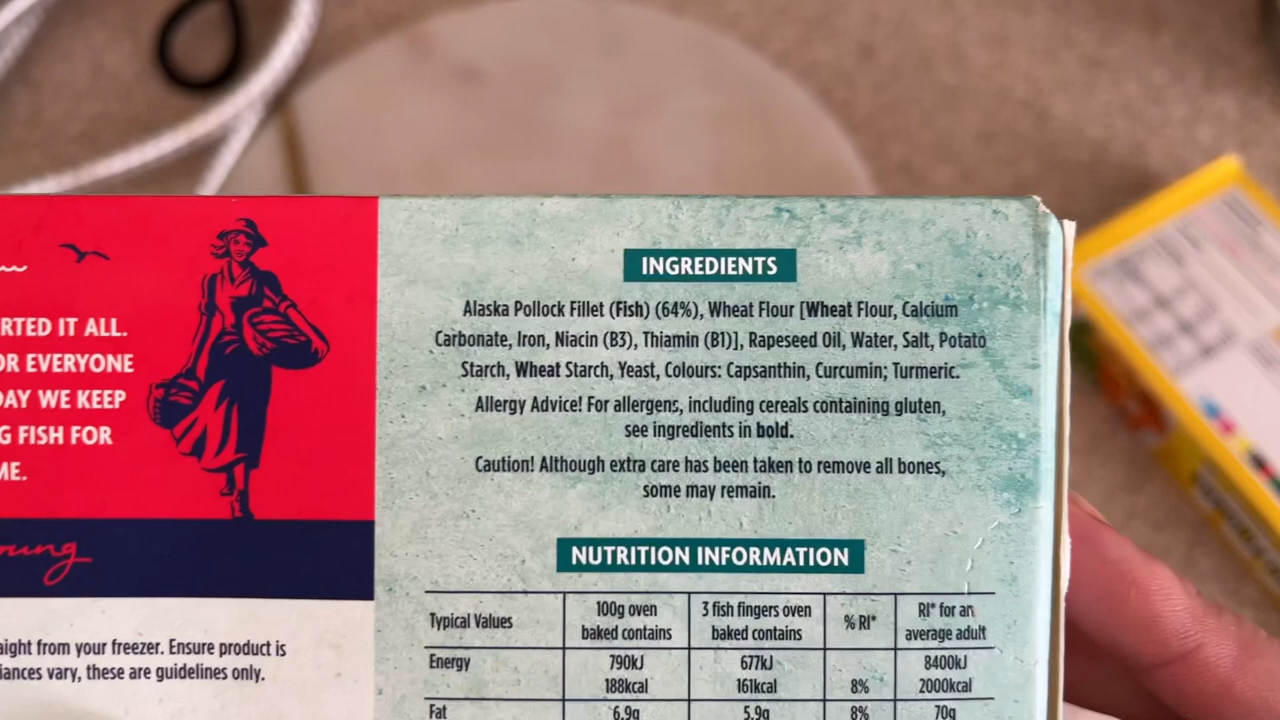 RTED IT ALL.
OR EVERYONE
DAY WE KEEP
G FISH FOR
ME.
oung
aight from your freezer. Ensure product is
iances vary, these are guidelines only.
INGREDIENTS
Alaska Pollock Fillet (Fish) (64%), Wheat Flour [Wheat Flour, Calcium
Carbonate, Iron, Niacin (B3), Thiamin (B1)], Rapeseed Oil, Water, Salt, Potato
Starch, Wheat Starch, Yeast, Colours: Capsanthin, Curcumin; Turmeric.
Allergy Advice! For allergens, including cereals containing gluten,
see ingredients in bold.
Caution! Although extra care has been taken to remove all bones,
some may remain.
NUTRITION INFORMATION
Typical Values 100g oven baked contains 3 fish fingers oven baked contains % RI* RI* for an average adult
Energy 790kJ 677kJ 8400kJ
188kcal 161kcal 8% 2000kcal
Fat 6.9g 5.9g 8% 70g